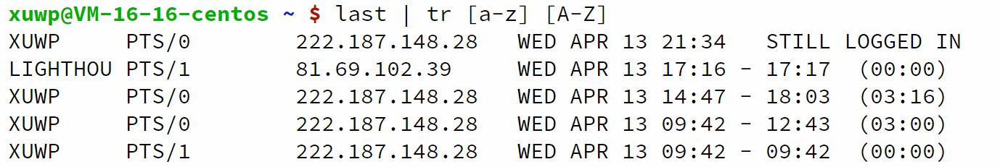 xuwp@VM-16-16-centos ~ $ last | tr [a-z] [A-Z]
XUWP     PTS/0        222.187.148.28   WED APR 13 21:34   STILL LOGGED IN
LIGHTHOU PTS/1        81.69.102.39     WED APR 13 17:16 - 17:17  (00:00)
XUWP     PTS/0        222.187.148.28   WED APR 13 14:47 - 18:03  (03:16)
XUWP     PTS/0        222.187.148.28   WED APR 13 09:42 - 12:43  (03:00)
XUWP     PTS/1        222.187.148.28   WED APR 13 09:42 - 09:42  (00:00)